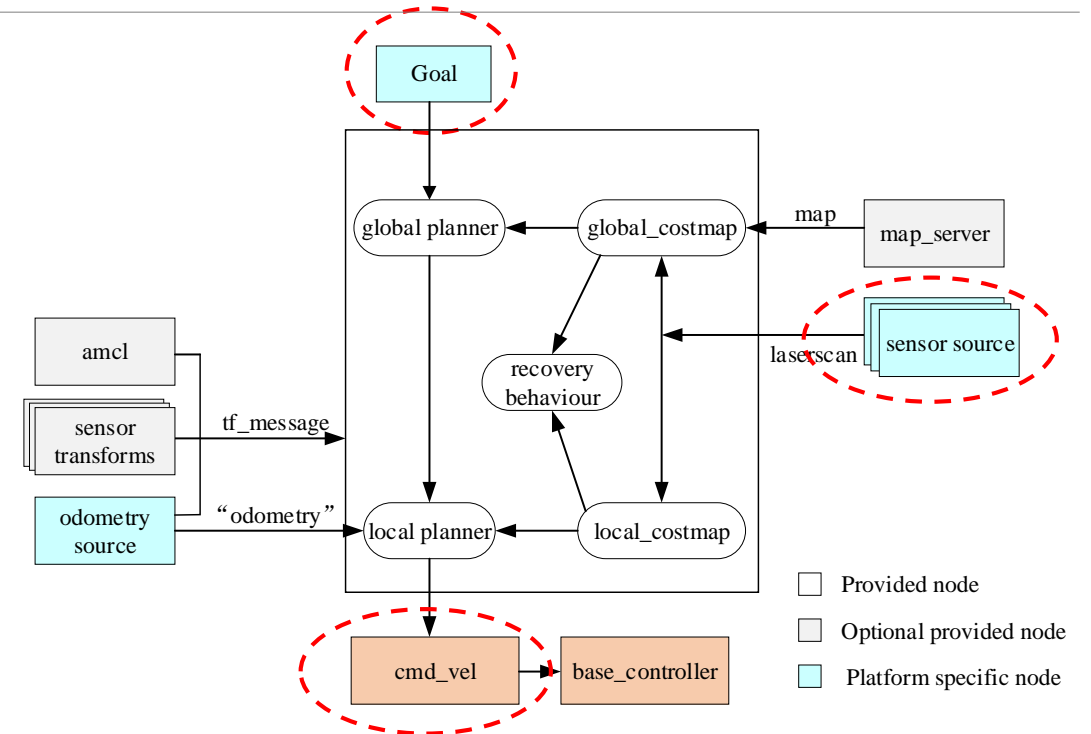 Goal
global planner
global_costmap
map
map_server
laserscan
sensor source
amcl
recovery
behaviour
sensor
transforms
tf_message
odometry
source
“odometry”
local planner
local_costmap
cmd_vel
base_controller
Provided node
Optional provided node
Platform specific node